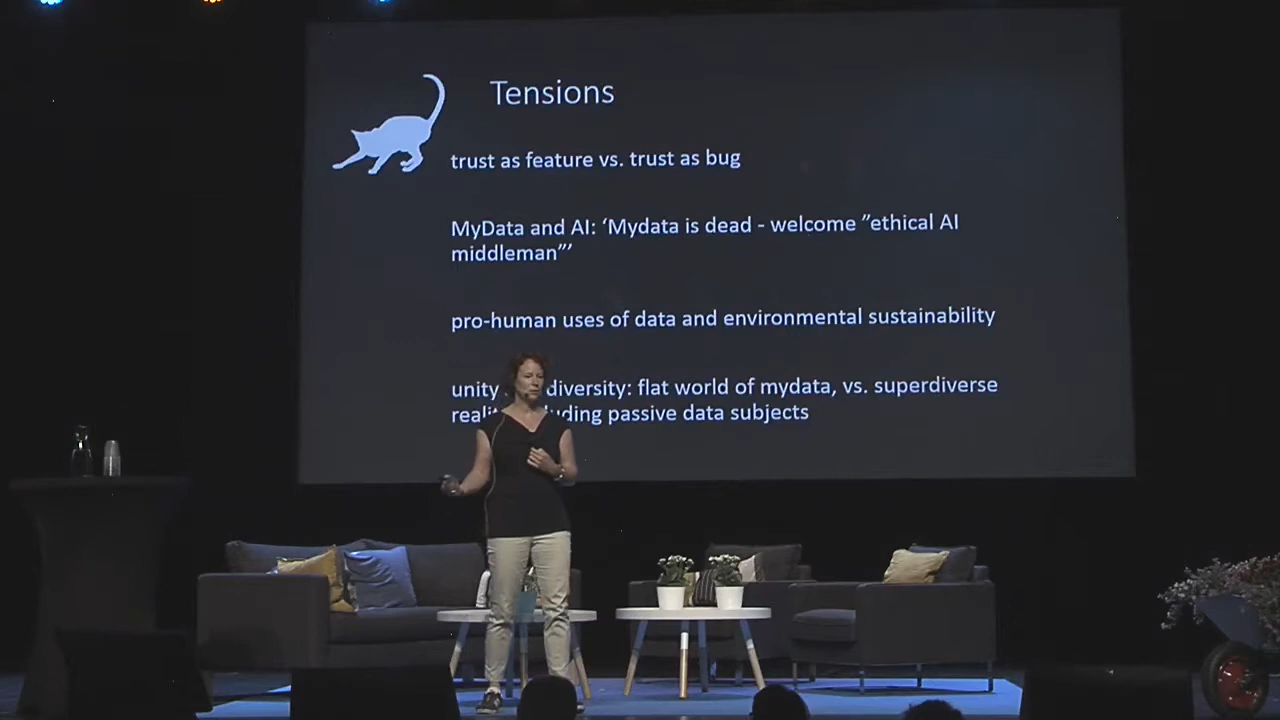 Tensions
trust as feature vs. trust as bug
MyData and AI: ‘Mydata is dead - welcome ”ethical AI
middleman”’
pro-human uses of data and environmental sustainability
unity diversity: flat world of mydata, vs. superdiverse
passive data subjects